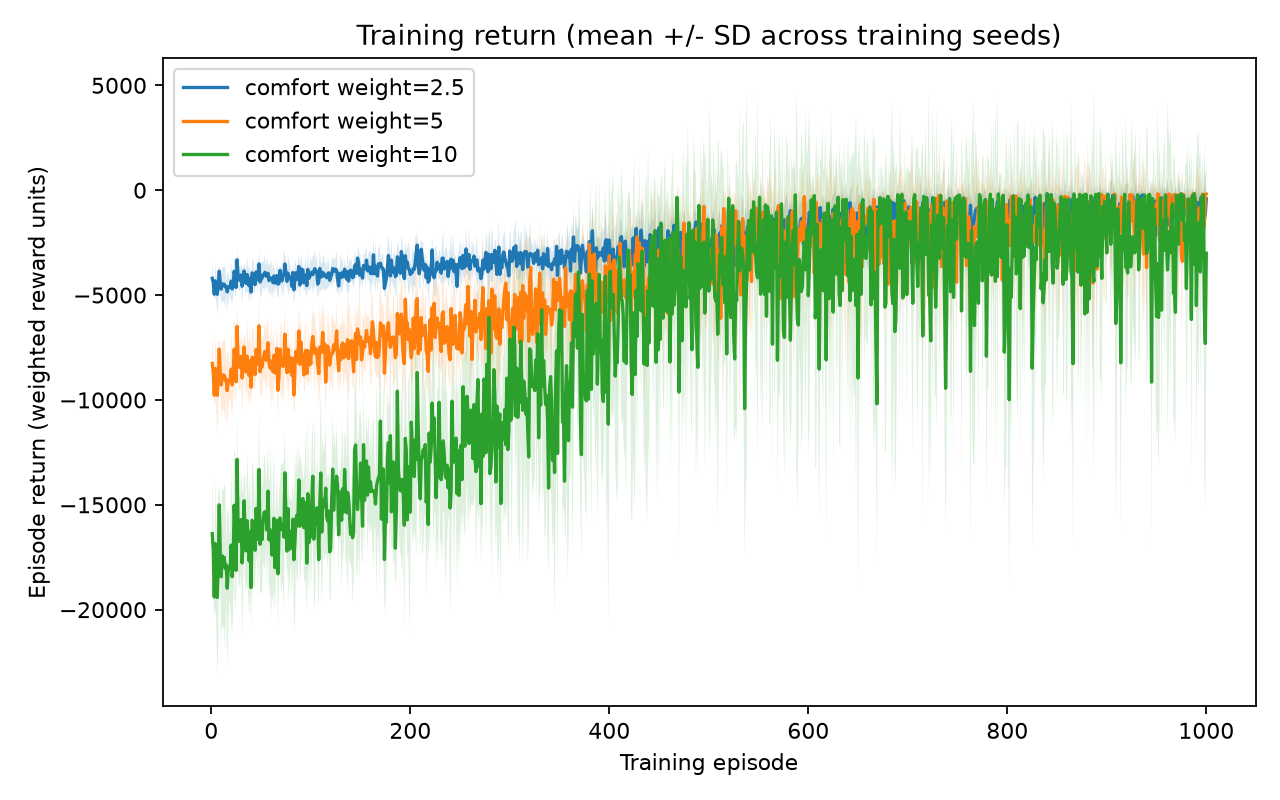 Training return (mean +/- SD across training seeds)
comfort weight=2.5
comfort weight=5
comfort weight=10
Episode return (weighted reward units)
5000
0
−5000
−10000
−15000
−20000
0
200
400
600
800
1000
Training episode